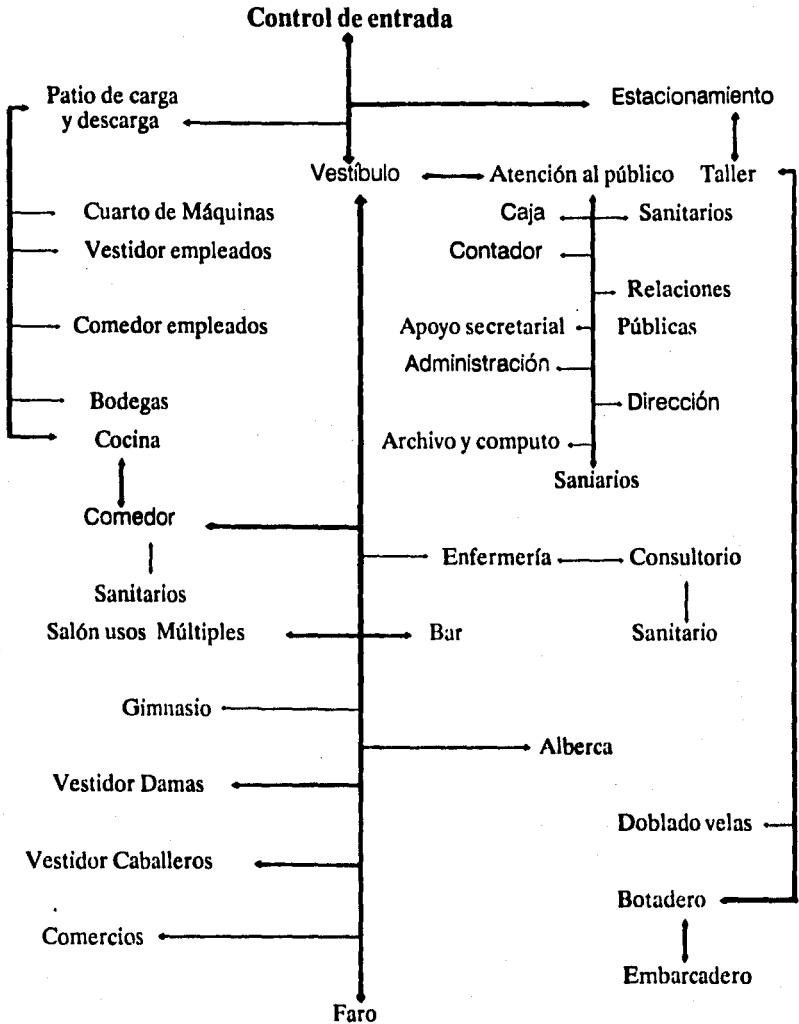 Control de entrada
Patio de carga
y descarga
Estacionamiento
Vestíbulo
Atención al público
Taller
Caja
Sanitarios
Cuarto de Máquinas
Contador
Vestidor empleados
Relaciones
Comedor empleados
Apoyo secretarial
Públicas
Administración
Bodegas
Dirección
Cocina
Archivo y computo
Saniarios
Comedor
Enfermería
Consultorio
Sanitarios
Salón usos Múltiples
Bar
Sanitario
Gimnasio
Alberca
Vestidor Damas
Doblado velas
Vestidor Caballeros
Botadero
Comercios
Embarcadero
Faro